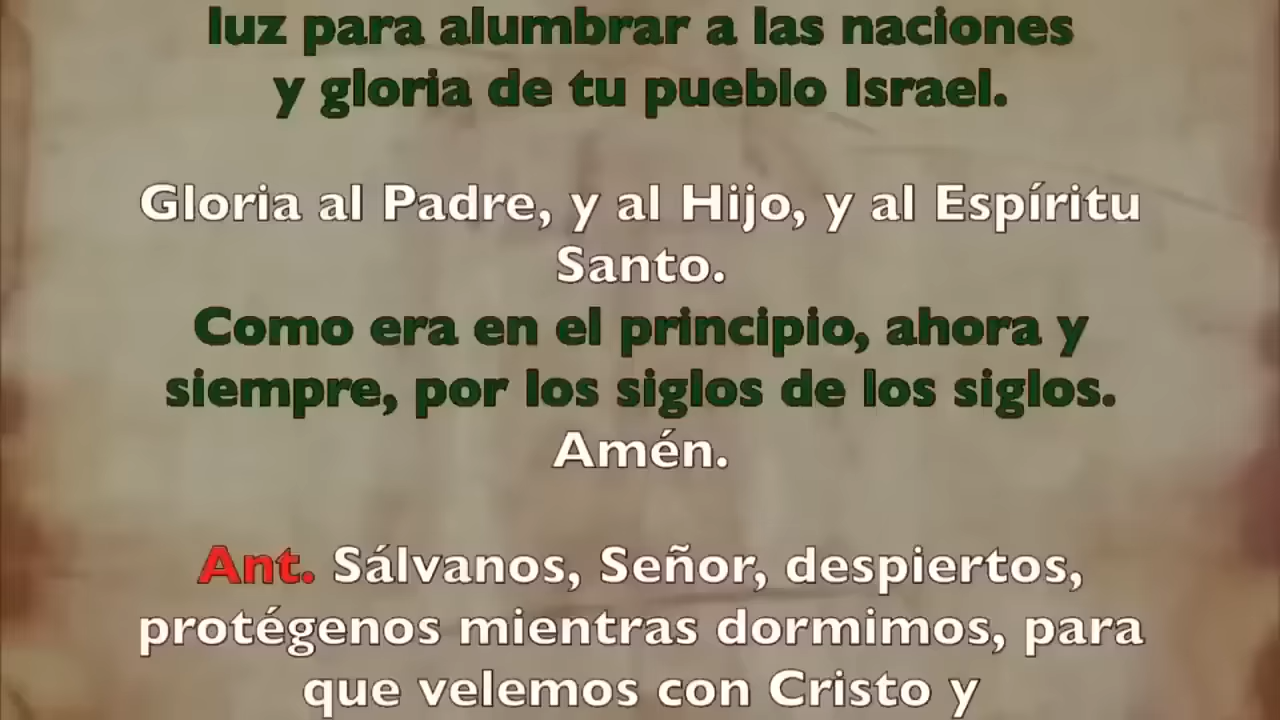 luz para alumbrar a las naciones
y gloria de tu pueblo Israel.
Gloria al Padre, y al Hijo, y al Espíritu
Santo.
Como era en el principio, ahora y
siempre, por los siglos de los siglos.
Amén.
Ant. Sálvanos, Señor, despiertos,
protégenos mientras dormimos, para
que velemos con Cristo y